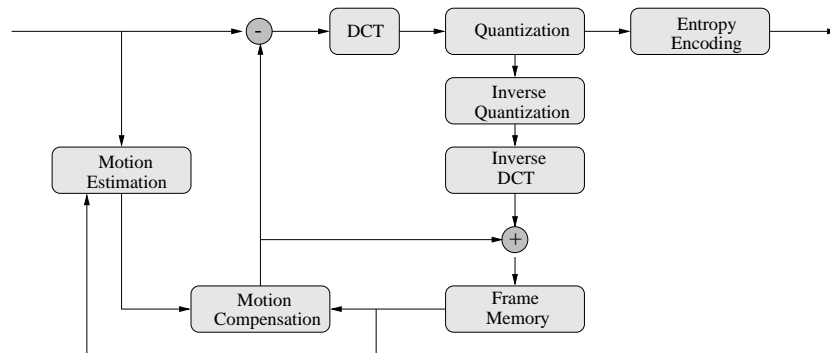 -
DCT
Quantization
Entropy
Encoding
Inverse
Quantization
Motion
Estimation
Inverse
DCT
+
Motion
Compensation
Frame
Memory